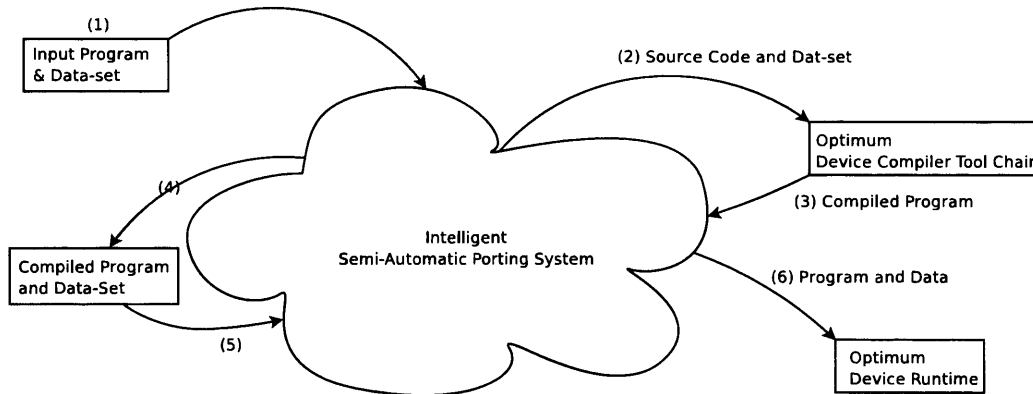 (1)
Input Program
& Data-set
(2) Source Code and Dat-set
Optimum
Device Compiler Tool Chain
(3) Compiled Program
(4)
Intelligent
Semi-Automatic Porting System
Compiled Program
and Data-Set
(5)
(6) Program and Data
Optimum
Device Runtime